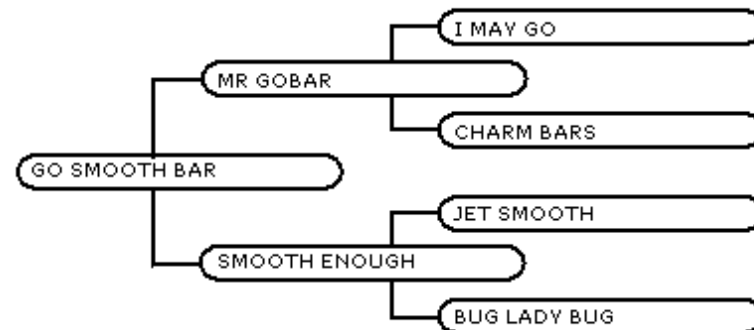 I MAY GO
MR GOBAR
CHARM BARS
GO SMOOTH BAR
JET SMOOTH
SMOOTH ENOUGH
BUG LADY BUG